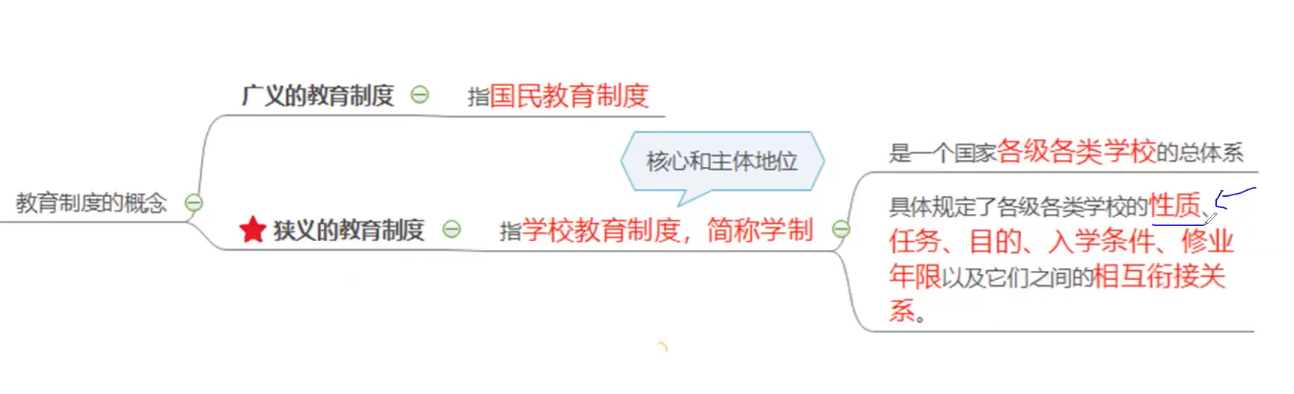 广义的教育制度 指国民教育制度
核心和主体地位
是一个国家各级各类学校的总体系
教育制度的概念
具体规定了各级各类学校的性质、
狭义的教育制度 指学校教育制度，简称学制
任务、目的、入学条件、修业
年限以及它们之间的相互衔接关
系。